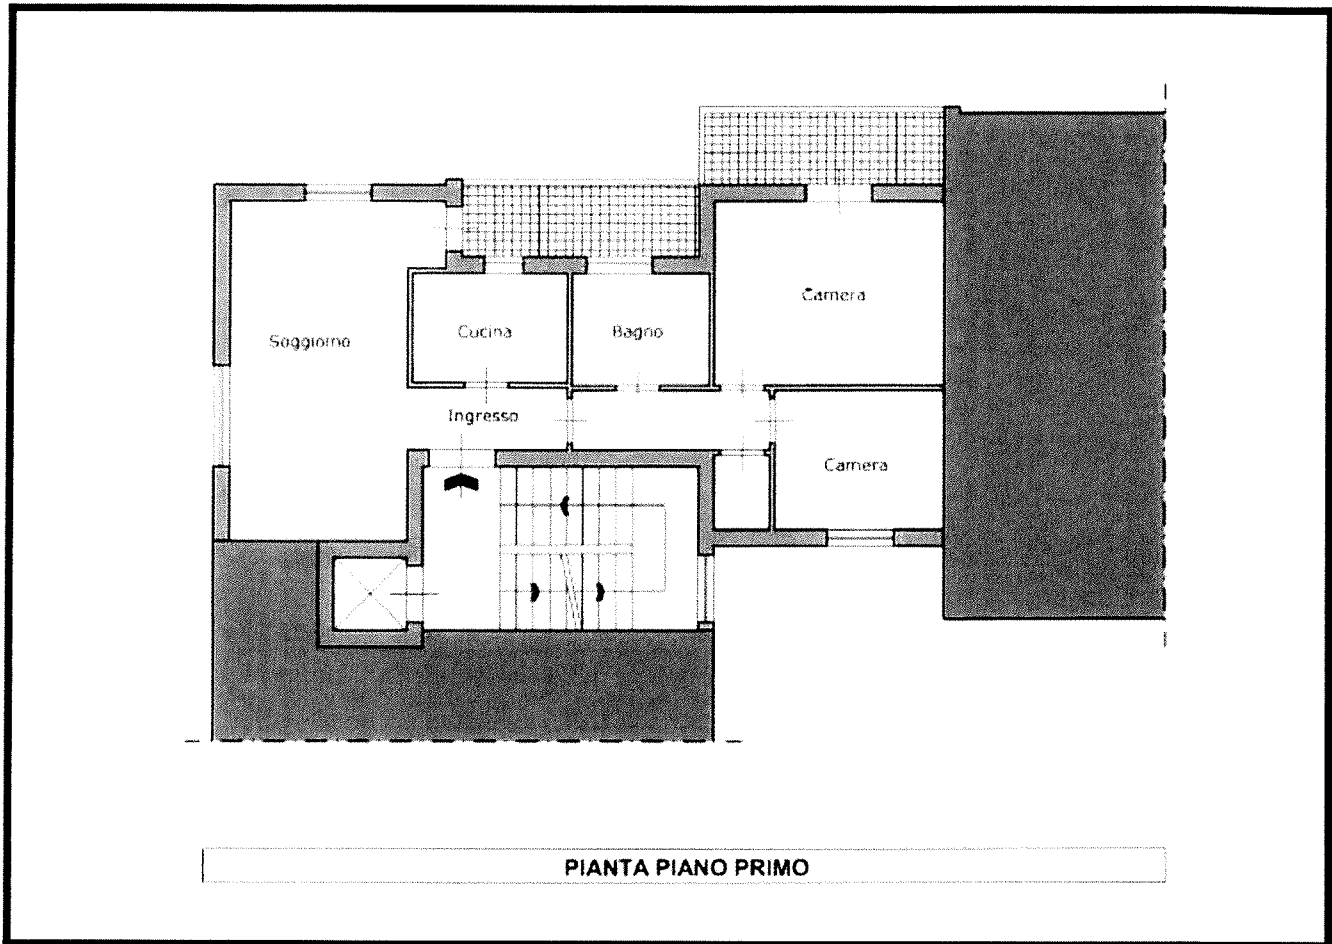 Camera
Cucina
Bagno
Soggiorno
Ingresso
Camera
PIANTA PIANO PRIMO